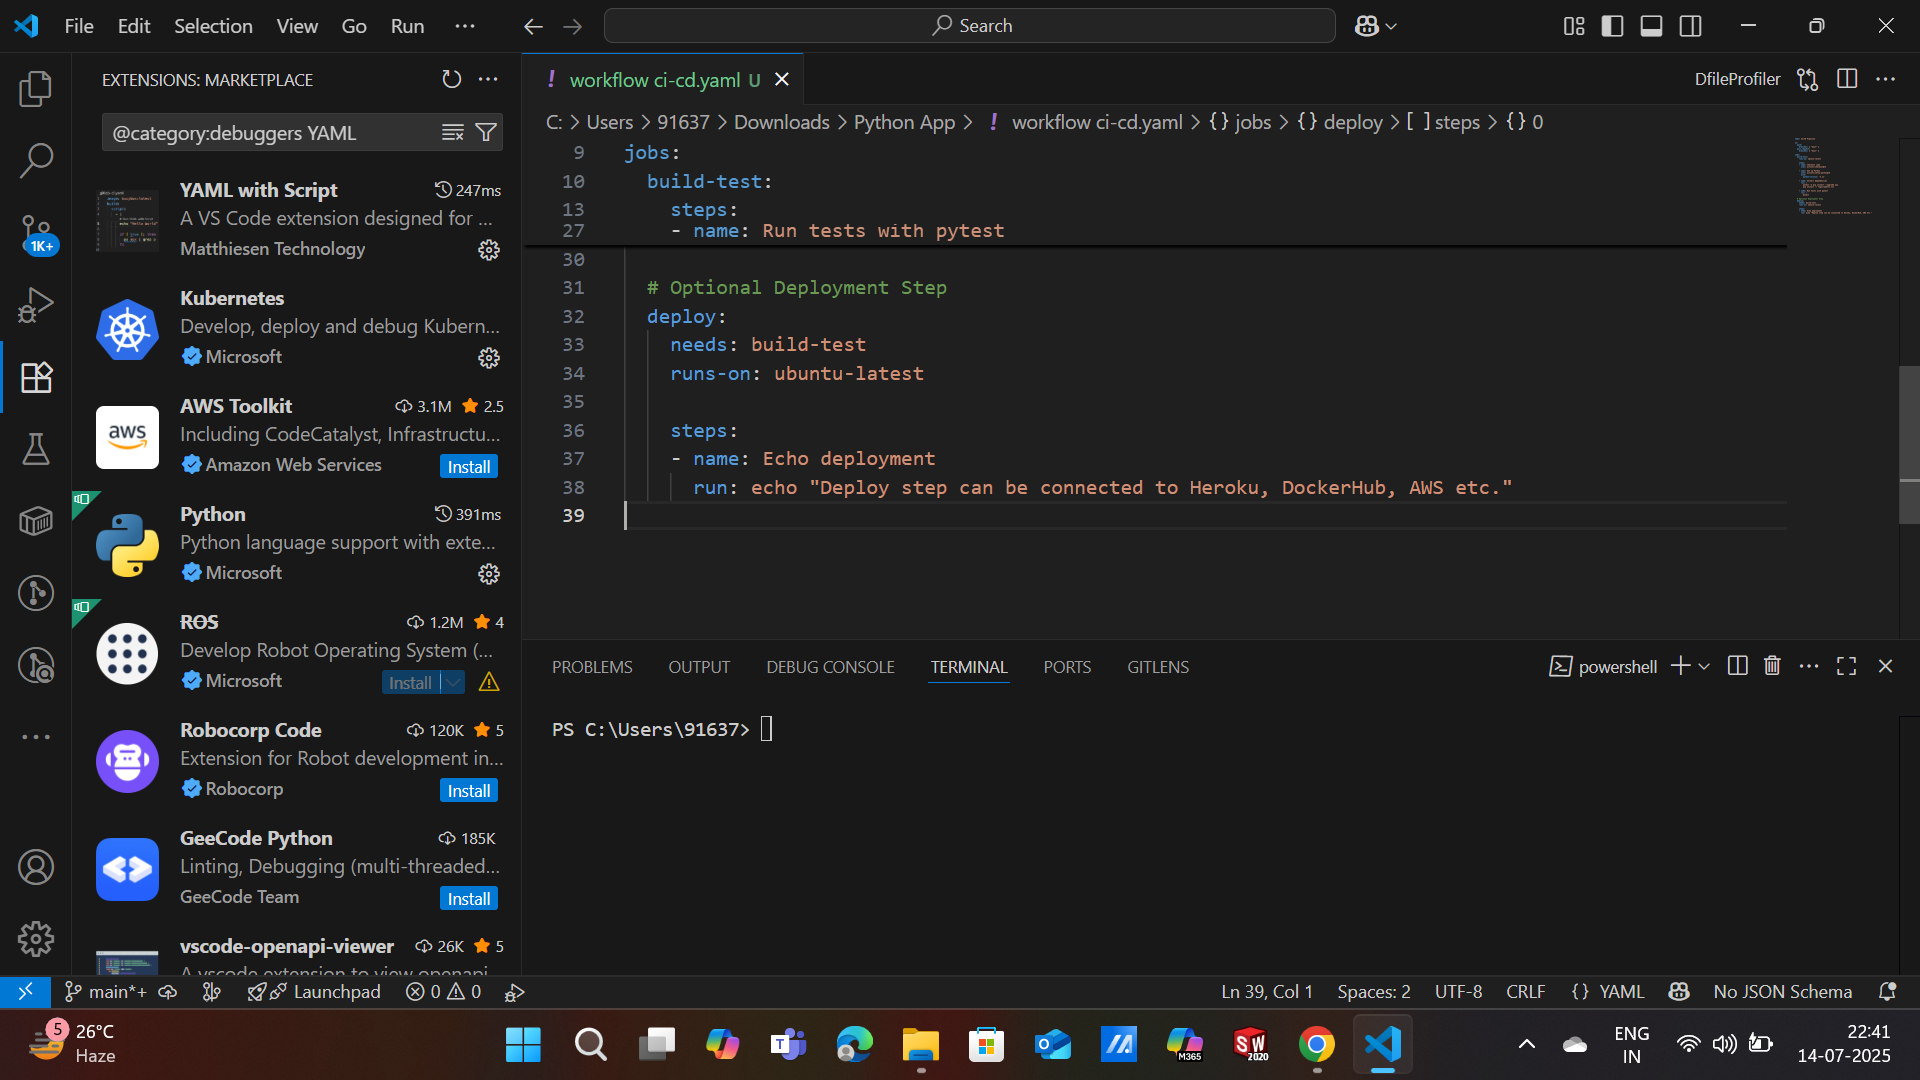 File Edit Selection View Go Run ... Search
EXTENSIONS: MARKETPLACE
@category:debuggers YAML
YAML with Script 247ms
A VS Code extension designed for ...
Matthiesen Technology
Kubernetes
Develop, deploy and debug Kubern...
Microsoft
AWS Toolkit 3.1M 2.5
aws
Including CodeCatalyst, Infrastructu...
Amazon Web Services Install
Python 391ms
Python language support with exte...
Microsoft
ROS 1.2M 4
Develop Robot Operating System (...
Microsoft Install
Robocorp Code 120K 5
Extension for Robot development in...
Robocorp Install
GeeCode Python 185K
Linting, Debugging (multi-threaded...
GeeCode Team Install
vscode-openapi-viewer 26K 5
A vscode extension to view openapi
1K+
! workflow ci-cd.yaml U
DfileProfiler
C: > Users > 91637 > Downloads > Python App > ! workflow ci-cd.yaml > {} jobs > {} deploy > [ ] steps > {} 0
9 jobs:
10 build-test:
13 steps:
27 - name: Run tests with pytest
30
31 # Optional Deployment Step
32 deploy:
33 needs: build-test
34 runs-on: ubuntu-latest
35
36 steps:
37 - name: Echo deployment
38 run: echo "Deploy step can be connected to Heroku, DockerHub, AWS etc."
39
PROBLEMS OUTPUT DEBUG CONSOLE TERMINAL PORTS GITLENS powershell
PS C:\Users\91637>
main*+ Launchpad 0 0 Ln 39, Col 1 Spaces: 2 UTF-8 CRLF {} YAML No JSON Schema
5 26°C
Haze
T
M365
SW 2020
ENG
IN
22:41
14-07-2025